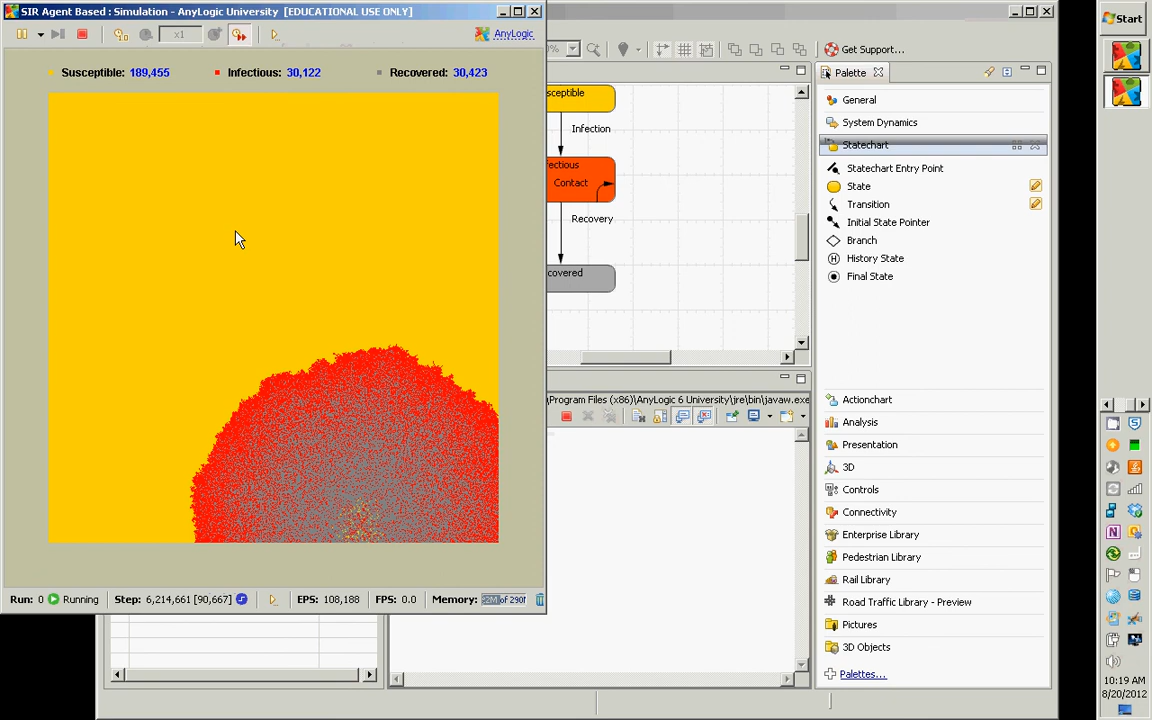 SIR Agent Based : Simulation - AnyLogic University [EDUCATIONAL USE ONLY]
x1
AnyLogic
Susceptible: 189,455
Infectious: 30,122
Recovered: 30,423
Run: 0
Running
Step: 6,214,661 [90,667]
EPS: 108,188
FPS: 0.0
Memory:
of 290
Get Support...
sceptible
Infection
fectious
Contact
Recovery
covered
\Program Files (x86)\AnyLogic 6 University\jre\bin\javaw.exe
Palette
General
System Dynamics
Statechart
Statechart Entry Point
State
Transition
Initial State Pointer
Branch
History State
Final State
Actionchart
Analysis
Presentation
3D
Controls
Connectivity
Enterprise Library
Pedestrian Library
Rail Library
Road Traffic Library - Preview
Pictures
3D Objects
Palettes...
Start
10:19 AM
8/20/2012